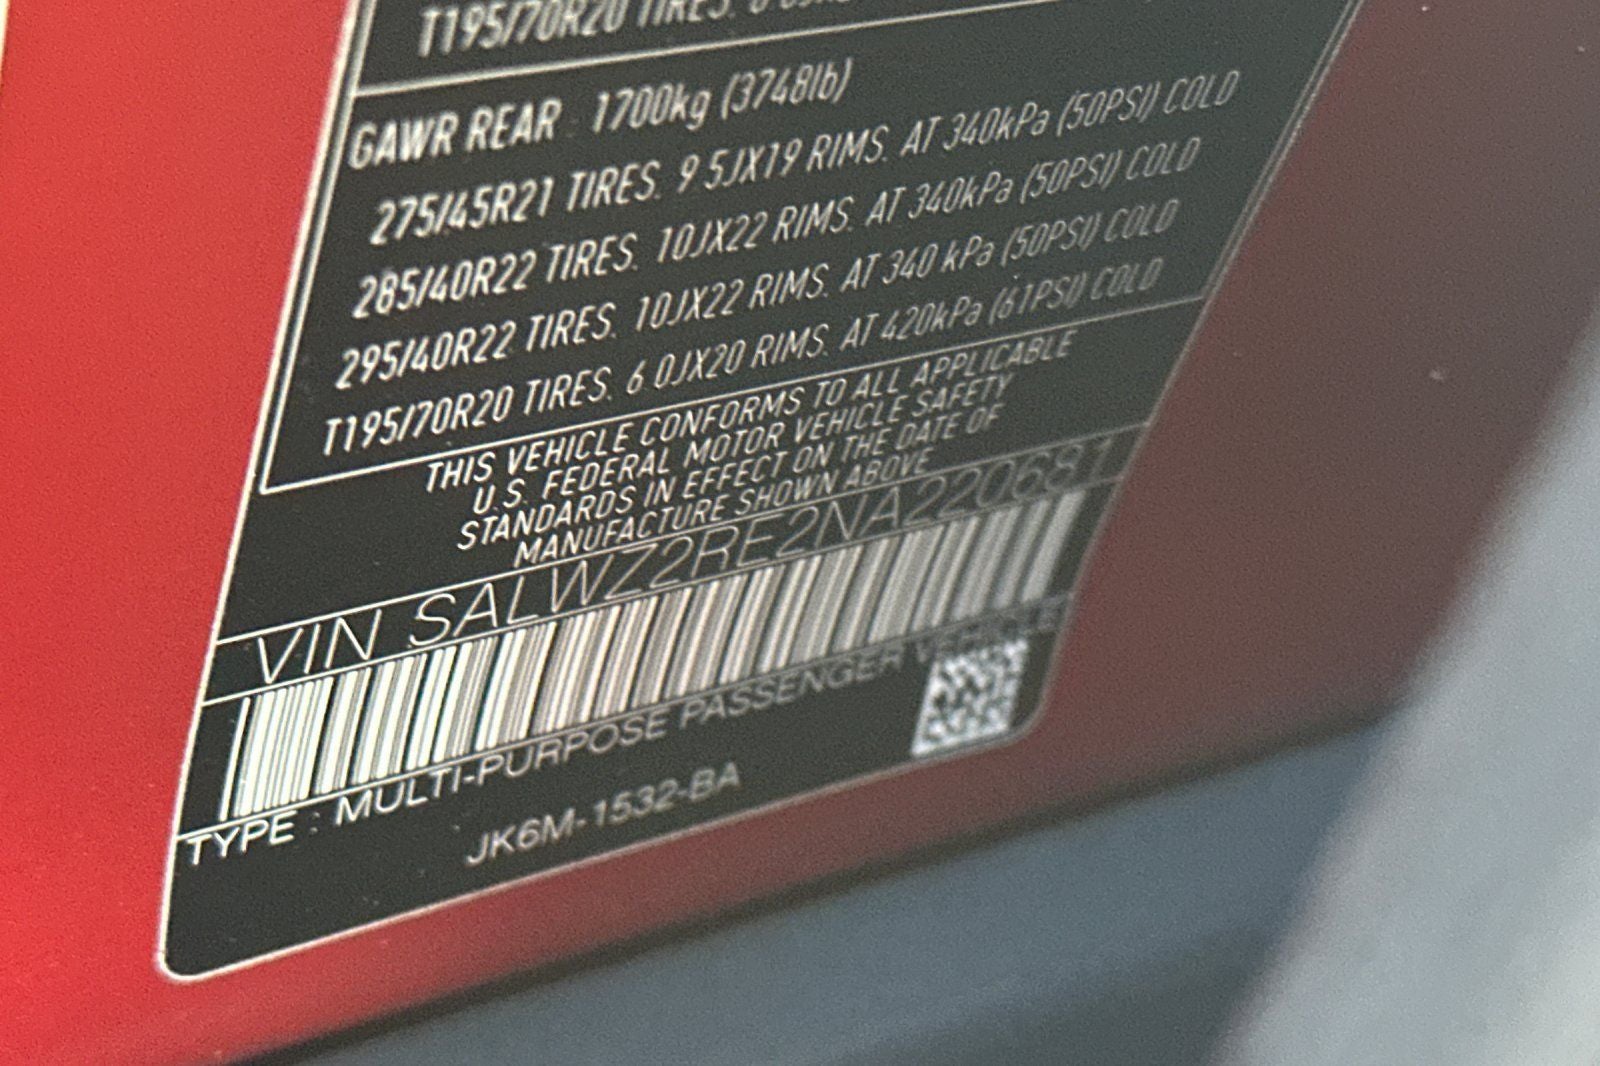 T195/70R20 TIRES.
GAWR REAR : 1700kg (3748lb)
275/45R21 TIRES. 9.5JX19 RIMS. AT 340kPa (50PSI) COLD
285/40R22 TIRES. 10JX22 RIMS. AT 340kPa (50PSI) COLD
295/40R22 TIRES. 10JX22 RIMS. AT 340 kPa (50PSI) COLD
T195/70R20 TIRES. 6.0JX20 RIMS. AT 420kPa (61PSI) COLD
THIS VEHICLE CONFORMS TO ALL APPLICABLE
U.S. FEDERAL MOTOR VEHICLE SAFETY
STANDARDS IN EFFECT ON THE DATE OF
MANUFACTURE SHOWN ABOVE
VIN SALWZ2RE2NA220681
TYPE : MULTI-PURPOSE PASSENGER VEHICLE
JK6M-1532-BA